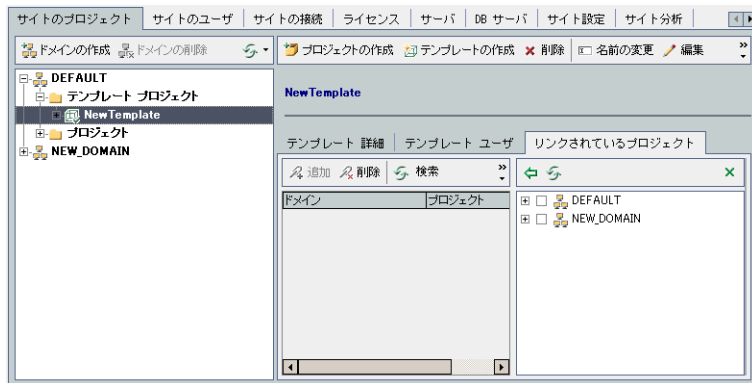 サイトのプロジェクト サイトのユーザ サイトの接続 ライセンス サーバ DB サーバ サイト設定 サイト分析
ドメインの作成 ドメインの削除
プロジェクトの作成 テンプレートの作成 削除 名前の変更 編集
DEFAULT
テンプレート プロジェクト
NewTemplate
プロジェクト
NEW_DOMAIN
NewTemplate
テンプレート 詳細 テンプレート ユーザ リンクされているプロジェクト
追加 削除 検索
ドメイン プロジェクト
DEFAULT
NEW_DOMAIN